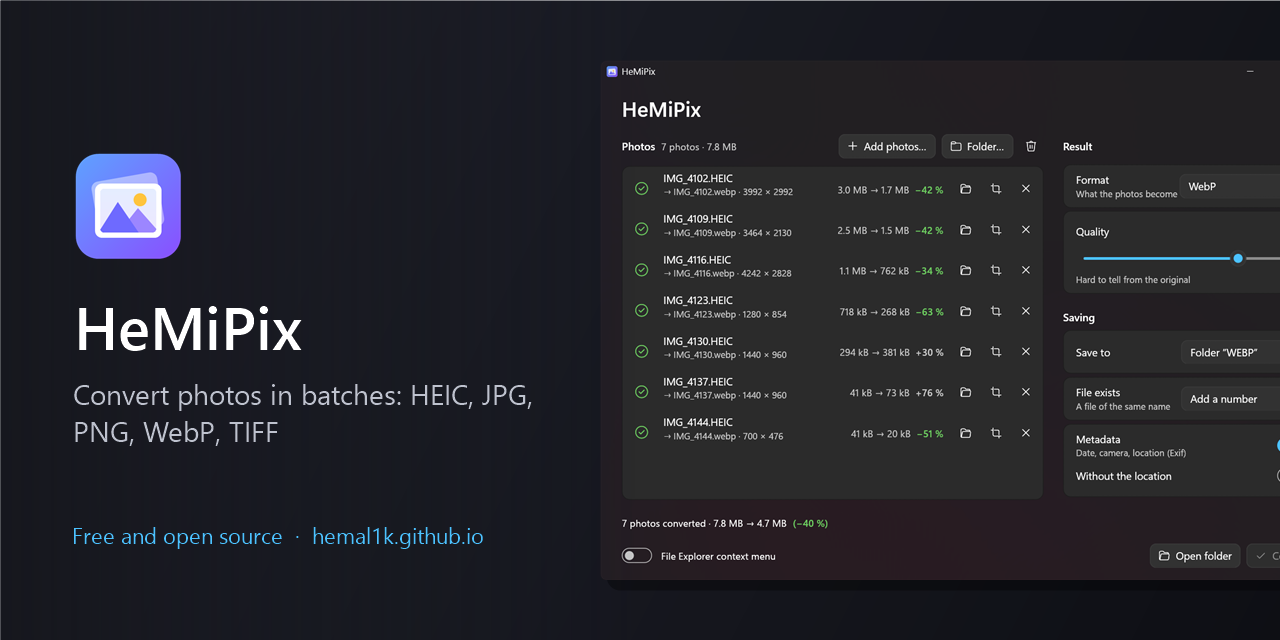 HeMiPix
Convert photos in batches: HEIC, JPG,
PNG, WebP, TIFF
Free and open source · hemal1k.github.io
HeMiPix
HeMiPix
Photos 7 photos · 7.8 MB
Add photos...
Folder...
IMG_4102.HEIC
→ IMG_4102.webp · 3992 × 2992
3.0 MB → 1.7 MB −42 %
IMG_4109.HEIC
→ IMG_4109.webp · 3464 × 2130
2.5 MB → 1.5 MB −42 %
IMG_4116.HEIC
→ IMG_4116.webp · 4242 × 2828
1.1 MB → 762 kB −34 %
IMG_4123.HEIC
→ IMG_4123.webp · 1280 × 854
718 kB → 268 kB −63 %
IMG_4130.HEIC
→ IMG_4130.webp · 1440 × 960
294 kB → 381 kB +30 %
IMG_4137.HEIC
→ IMG_4137.webp · 1440 × 960
41 kB → 73 kB +76 %
IMG_4144.HEIC
→ IMG_4144.webp · 700 × 476
41 kB → 20 kB −51 %
7 photos converted · 7.8 MB → 4.7 MB (−40 %)
File Explorer context menu
Result
Format
What the photos become
WebP
Quality
Hard to tell from the original
Saving
Save to
Folder “WEBP”
File exists
A file of the same name
Add a number
Metadata
Date, camera, location (Exif)
Without the location
Open folder